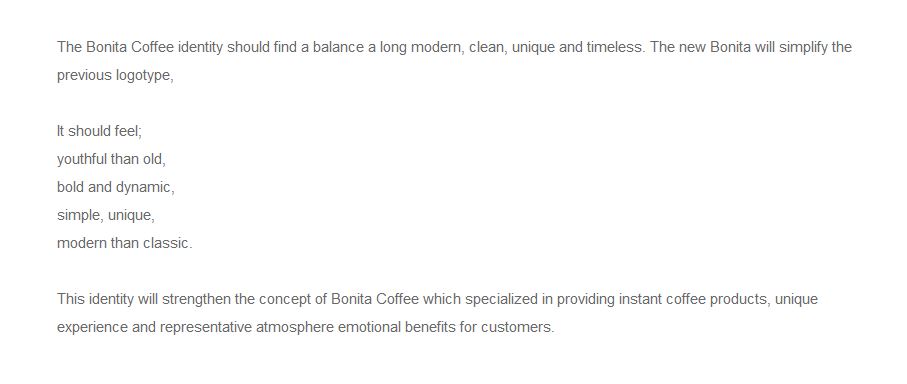 The Bonita Coffee identity should find a balance a long modern, clean, unique and timeless. The new Bonita will simplify the
previous logotype,
It should feel;
youthful than old,
bold and dynamic,
simple, unique,
modern than classic.
This identity will strengthen the concept of Bonita Coffee which specialized in providing instant coffee products, unique
experience and representative atmosphere emotional benefits for customers.